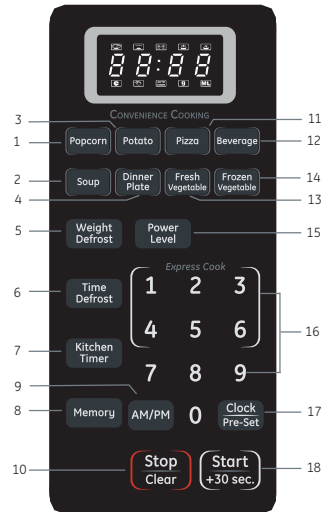 88:88
CONVENIENCE COOKING
3
11
1
Popcorn
Potato
Pizza
Beverage
12
2
Soup
Dinner
Plate
Fresh
Vegetable
Frozen
Vegetable
14
4
13
5
Weight
Defrost
Power
Level
15
Express Cook
6
Time
Defrost
1 2 3
4 5 6
16
7
Kitchen
Timer
7 8 9
9
8
Memory
AM/PM
0
Clock
Pre-Set
17
10
Stop
Clear
Start
+30 sec.
18